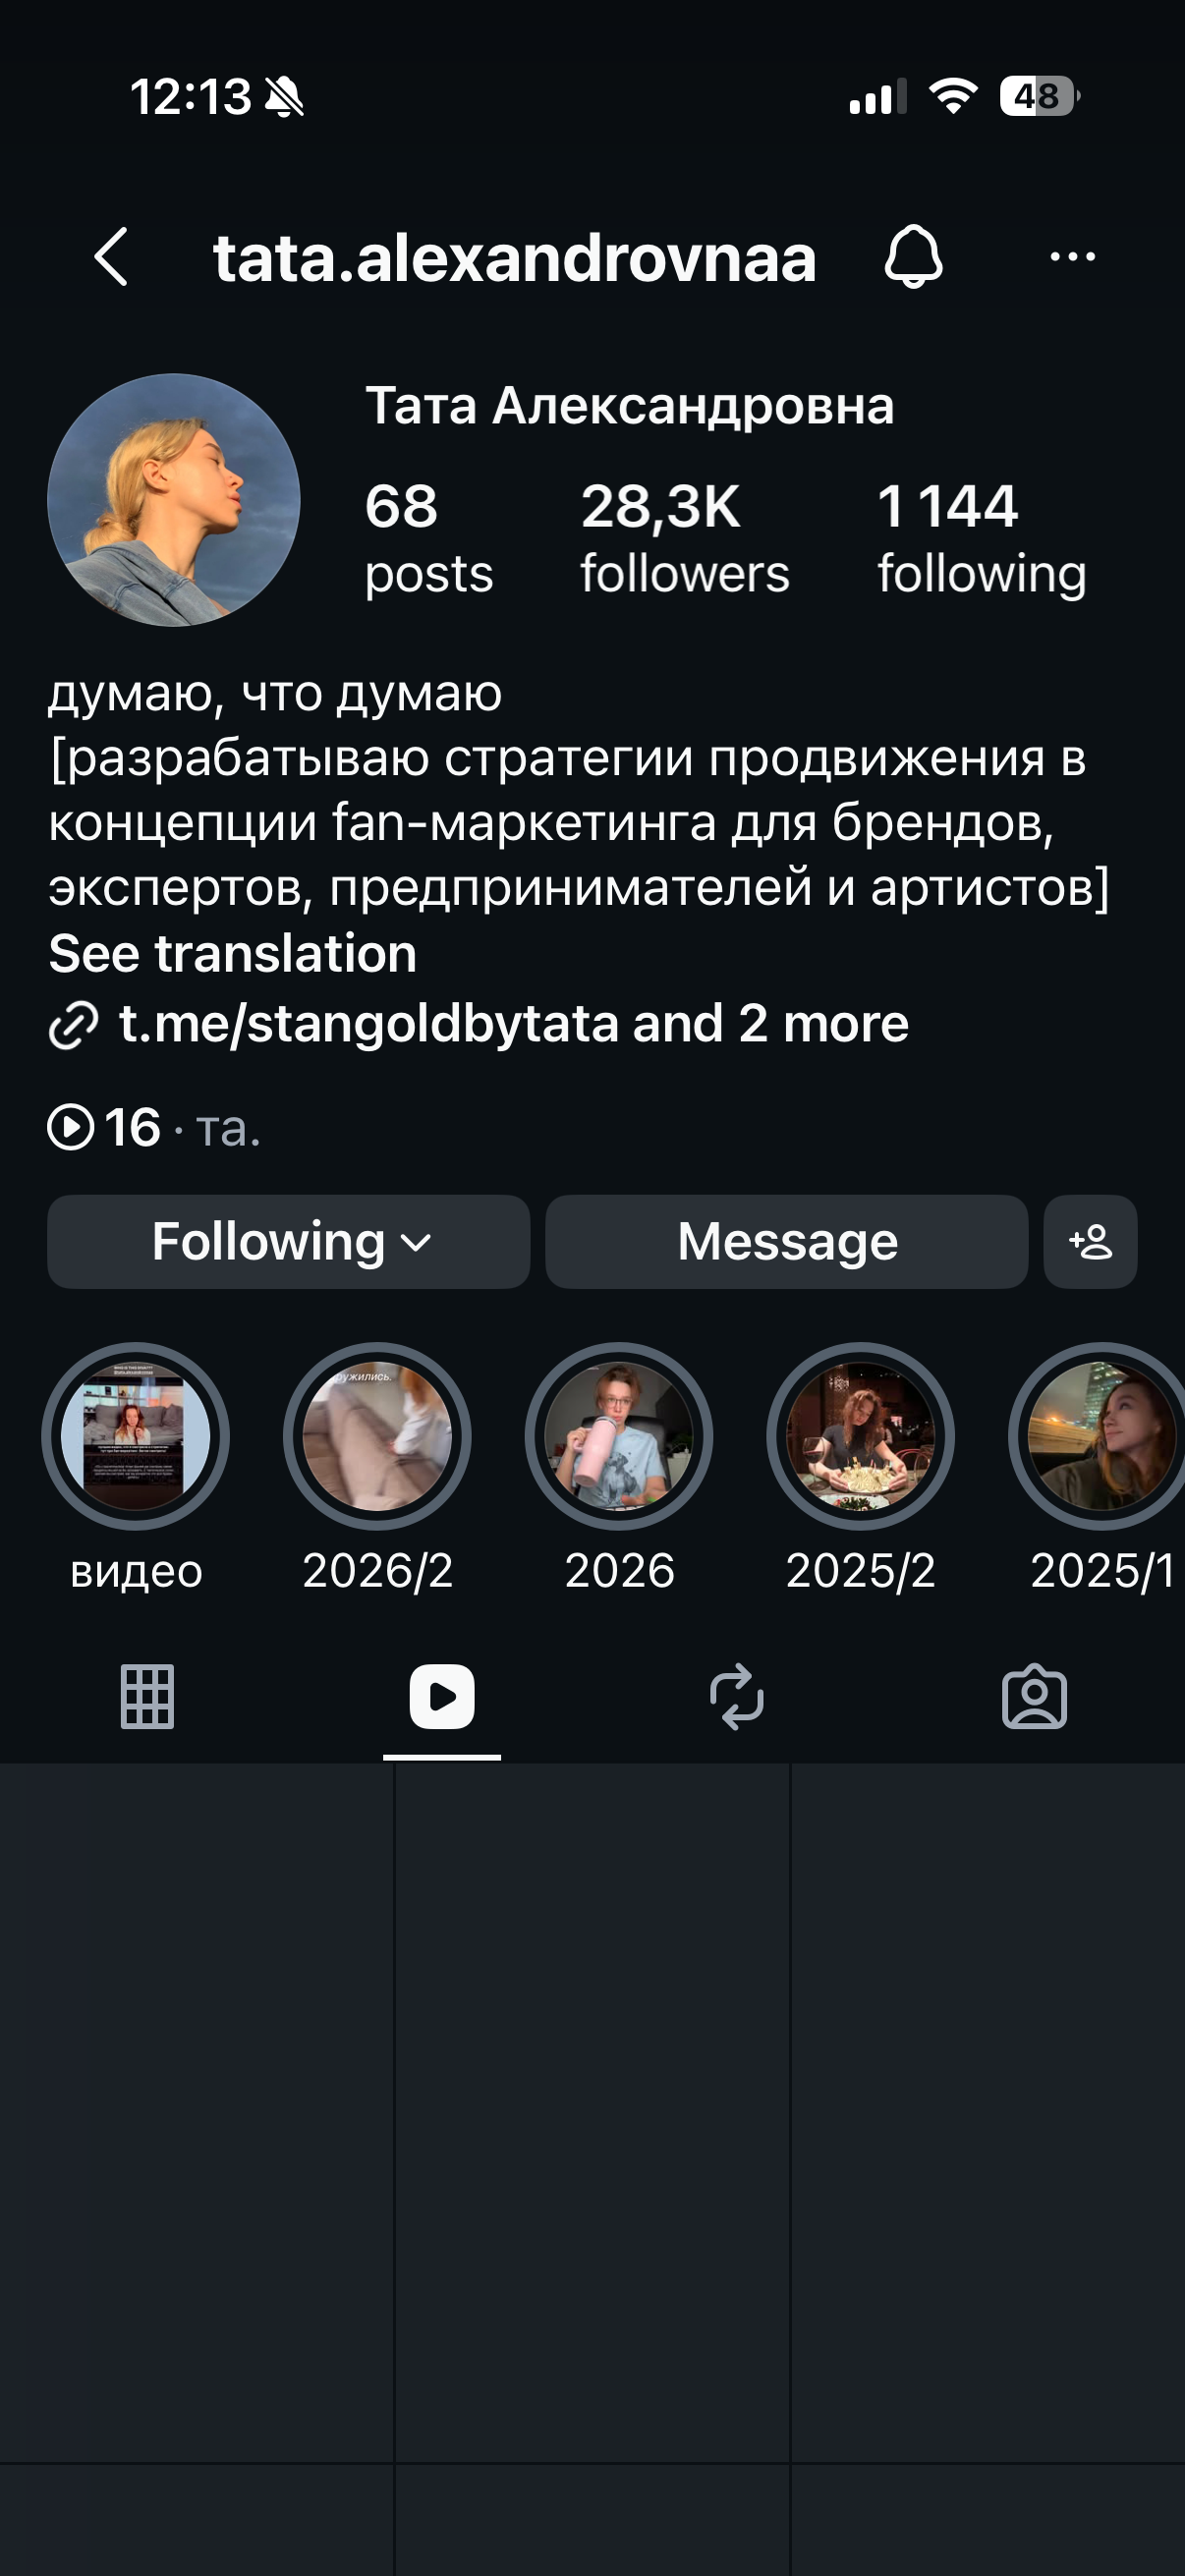 12:13
48
tata.alexandrovnaa
Тата Александровна
68
28,3K
1 144
posts
followers
following
думаю, что думаю
[разрабатываю стратегии продвижения в
концепции fan-маркетинга для брендов,
экспертов, предпринимателей и артистов]
See translation
t.me/stangoldbytata and 2 more
16 · та.
Following
Message
видео
2026/2
2026
2025/2
2025/1